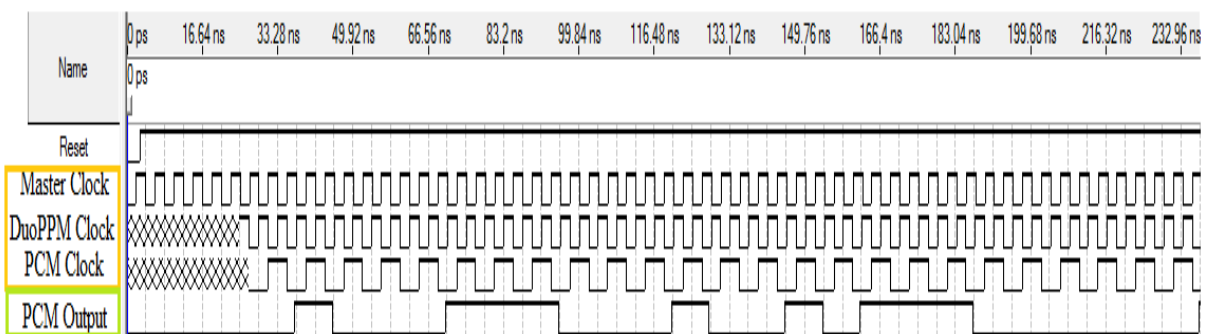 0 ps 16.64 ns 33.28 ns 49.92 ns 66.56 ns 83.2 ns 99.84 ns 116.48 ns 133.12 ns 149.76 ns 166.4 ns 183.04 ns 199.68 ns 216.32 ns 232.96 ns
Name
0 ps
Reset
Master Clock
DuoPPM Clock
PCM Clock
PCM Output